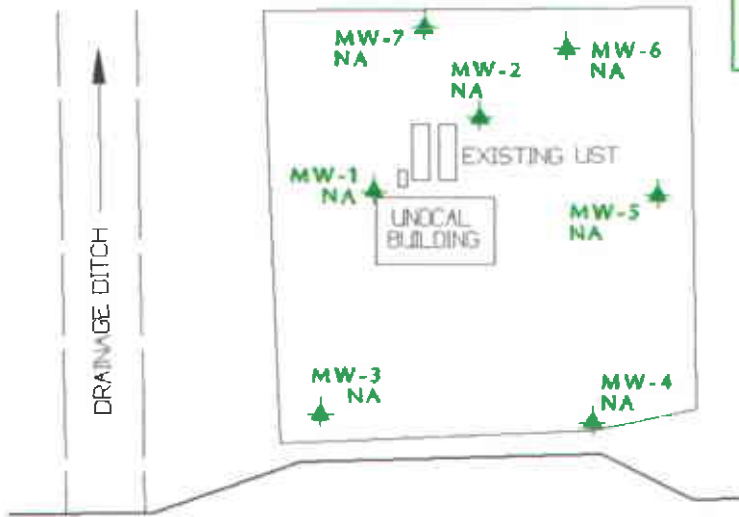 MW-7
NA
MW-6
NA
MW-2
NA
EXISTING UST
MW-1
NA
UNOCAL
BUILDING
MW-5
NA
DRAINAGE DITCH
MW-3
NA
MW-4
NA